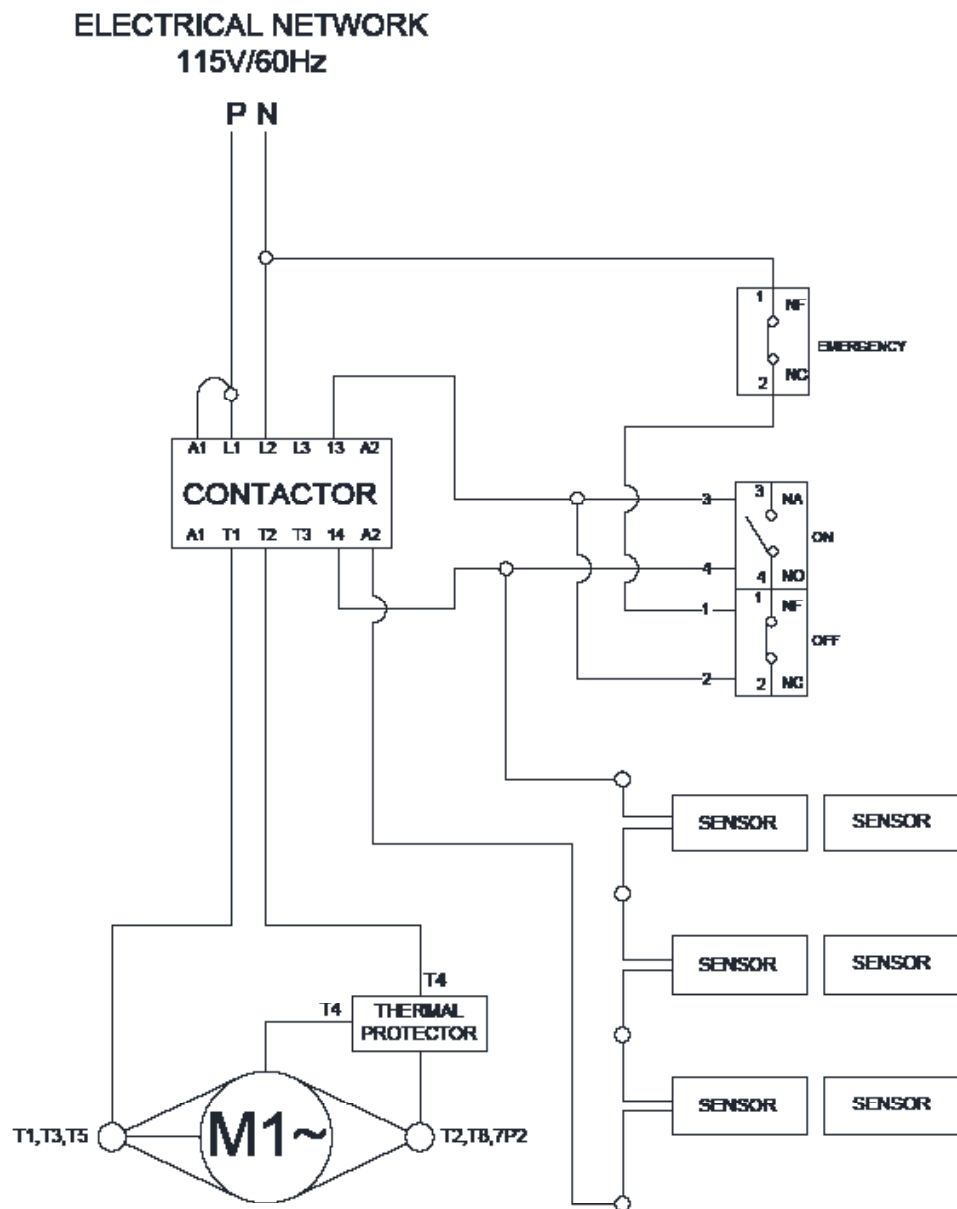 ELECTRICAL NETWORK
115V/60Hz
P N
1 NF
EMERGENCY
2 NC
A1 L1 L2 L3 13 A2
CONTACTOR
A1 T1 T2 T3 14 A2
3 3 NA
ON
4 4 NO
1 1 NF
OFF
2 2 NC
SENSOR SENSOR
SENSOR SENSOR
T4
T4 THERMAL
PROTECTOR
SENSOR SENSOR
T1,T3,T5 M1~ T2,T8,7P2